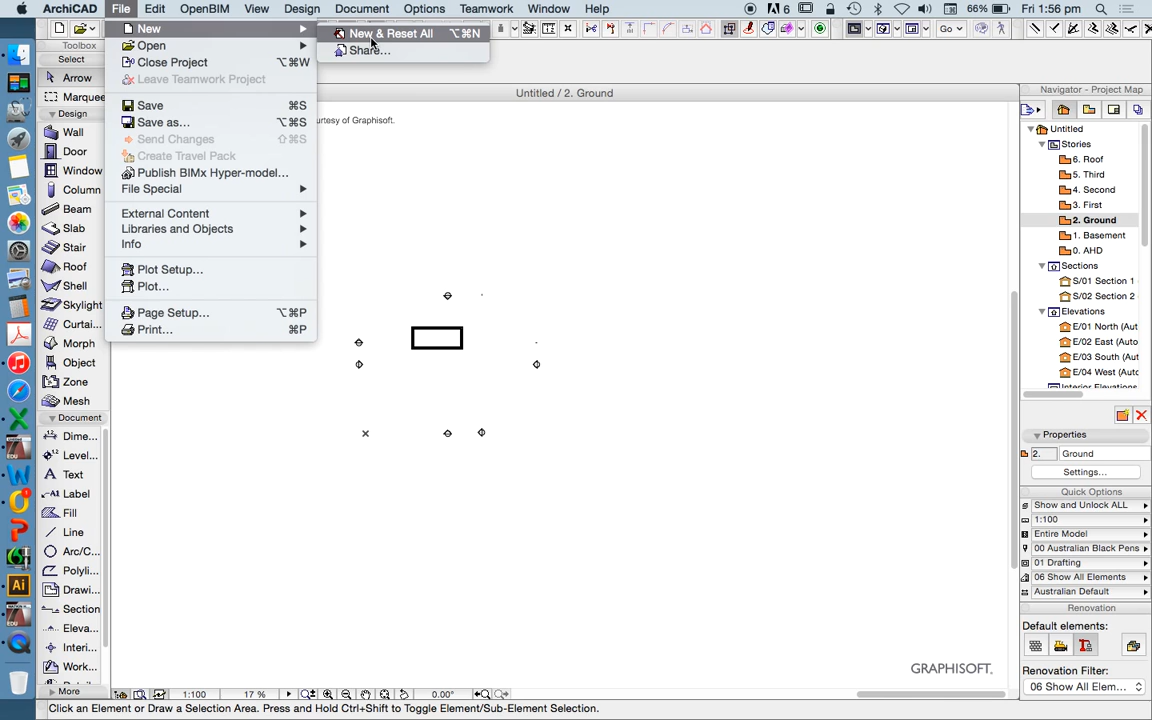 ArchiCAD File Edit OpenBIM View Design Document Options Teamwork Window Help 6 66% Fri 1:56 pm
New
New & Reset All ⌥⌘N
Share...
Open
Close Project ⌥⌘W
Leave Teamwork Project
Save ⌘S
Save as... ⌥⌘S
Send Changes ⇧⌘S
Create Travel Pack
Publish BIMx Hyper-model...
File Special
External Content
Libraries and Objects
Info
Plot Setup...
Plot...
Page Setup... ⌥⌘P
Print... ⌘P
Go
Toolbox
Select
Arrow
Marquee
Design
Wall
Door
Window
Column
Beam
Slab
Stair
Roof
Shell
Skylight
Curtai...
Morph
Object
Zone
Mesh
Document
Dime...
Level...
Text
Label
Fill
Line
Arc/C...
Polyli...
Drawi...
Section
Eleva...
Interi...
Work...
More
Untitled / 2. Ground
urtesy of Graphisoft.
GRAPHISOFT.
1:100 17 % 0.00°
Click an Element or Draw a Selection Area. Press and Hold Ctrl+Shift to Toggle Element/Sub-Element Selection.
Navigator - Project Map
Untitled
Stories
6. Roof
5. Third
4. Second
3. First
2. Ground
1. Basement
0. AHD
Sections
S/01 Section 1
S/02 Section 2
Elevations
E/01 North (Aut
E/02 East (Auto
E/03 South (Aut
E/04 West (Auto
Interior Elevations
Properties
2. Ground
Settings...
Quick Options
Show and Unlock ALL
1:100
Entire Model
00 Australian Black Pens
01 Drafting
06 Show All Elements
Australian Default
Renovation
Default elements:
Renovation Filter:
06 Show All Elem...